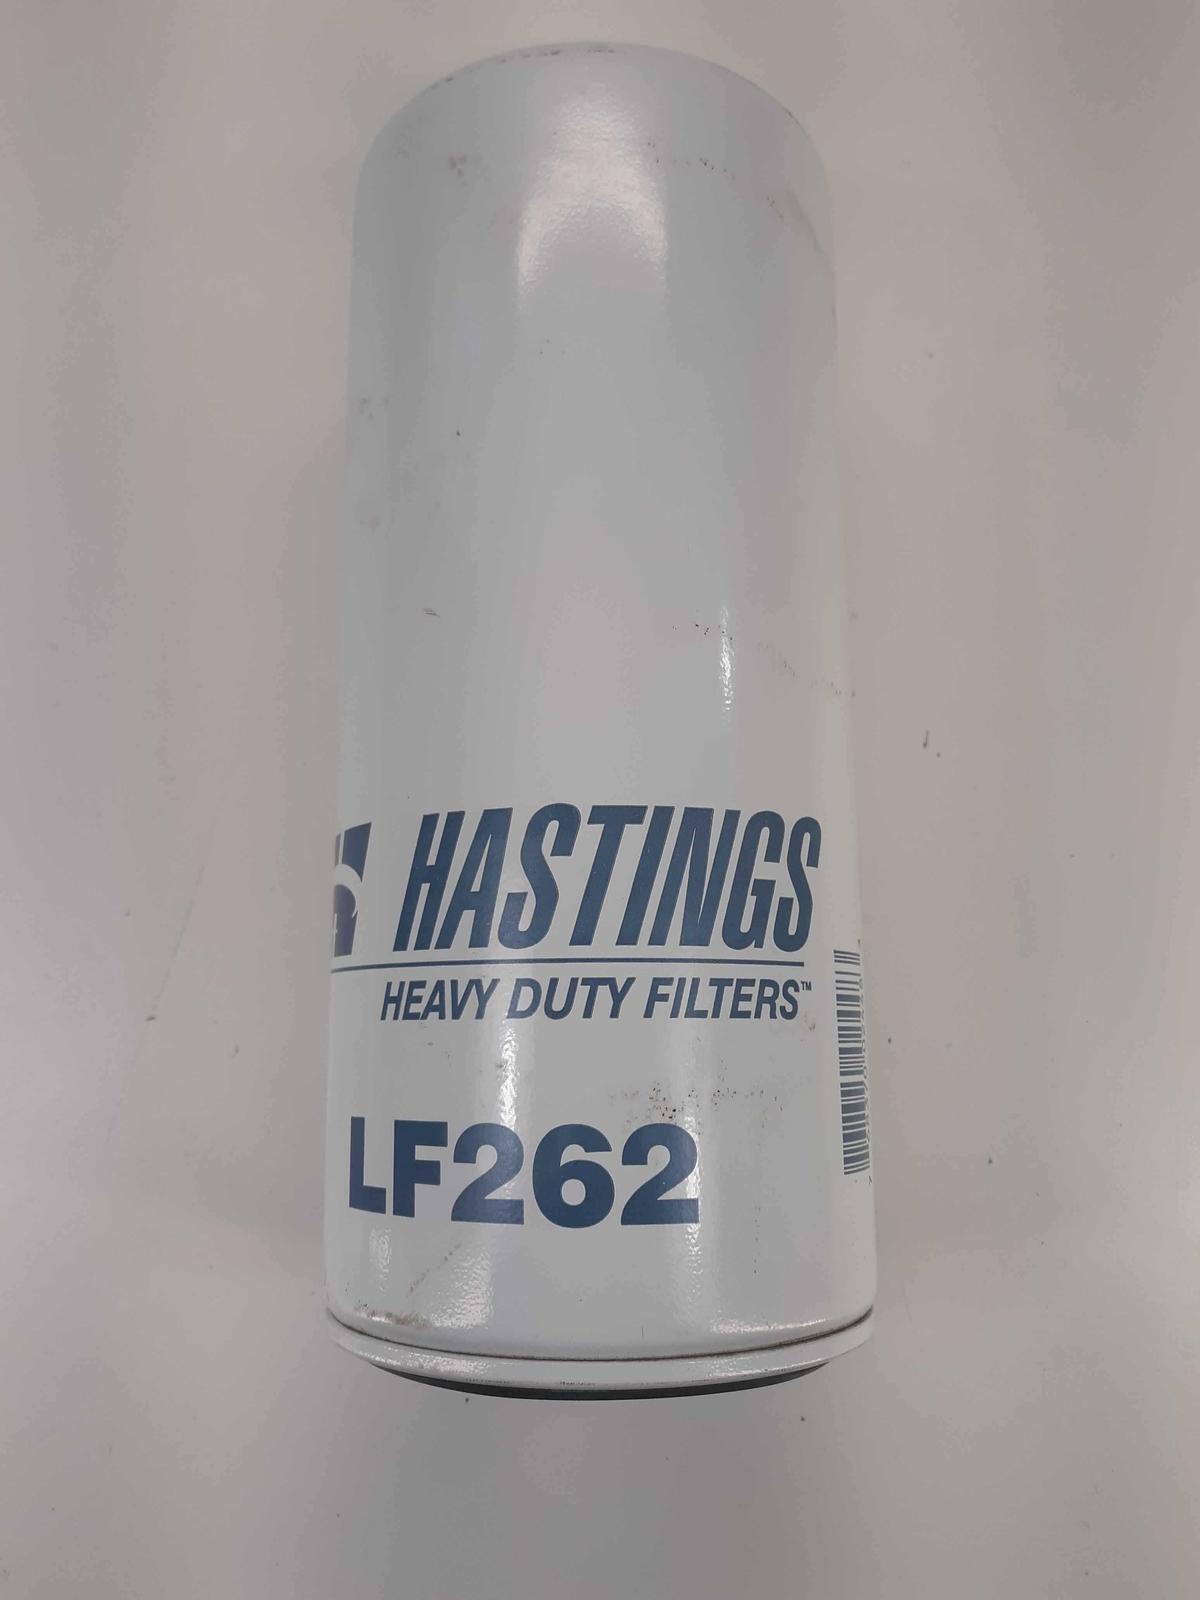 HASTINGS
HEAVY DUTY FILTERS™
LF262